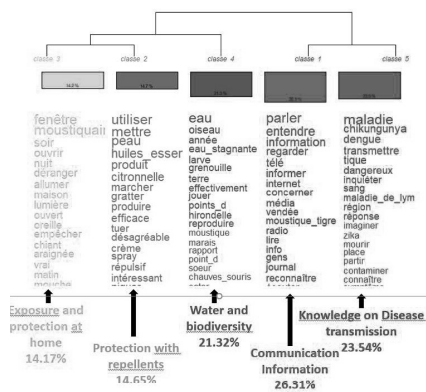 classe 3
classe 2
classe 4
classe 1
classe 5
fenêtre
moustiquair
soir
ouvrir
nuit
déranger
allumer
maison
lumière
ouvert
oreille
empêcher
chiant
araignée
vrai
matin
mouche
utiliser
mettre
peau
huiles_esser
produit
citronnelle
marcher
gratter
produire
efficace
tuer
désagréable
crème
spray
répulsif
intéressant
eau
oiseau
année
eau_stagnante
larve
grenouille
terre
effectivement
jouer
points_d
hirondelle
reproduire
moustique
marais
rapport
point_d
soeur
chauves_souris
parler
entendre
information
regarder
télé
informer
internet
concerner
média
vendée
moustique_tigre
radio
lire
info
gens
journal
reconnaître
maladie
chikungunya
dengue
transmettre
tique
dangereux
inquiéter
sang
maladie_de_lym
région
réponse
imaginer
zika
mourir
place
partir
contaminer
connaître
Exposure and
protection at
home
14.17%
Protection with
repellents
14.65%
Water and
biodiversity
21.32%
Communication
Information
26.31%
Knowledge on Disease
transmission
23.54%